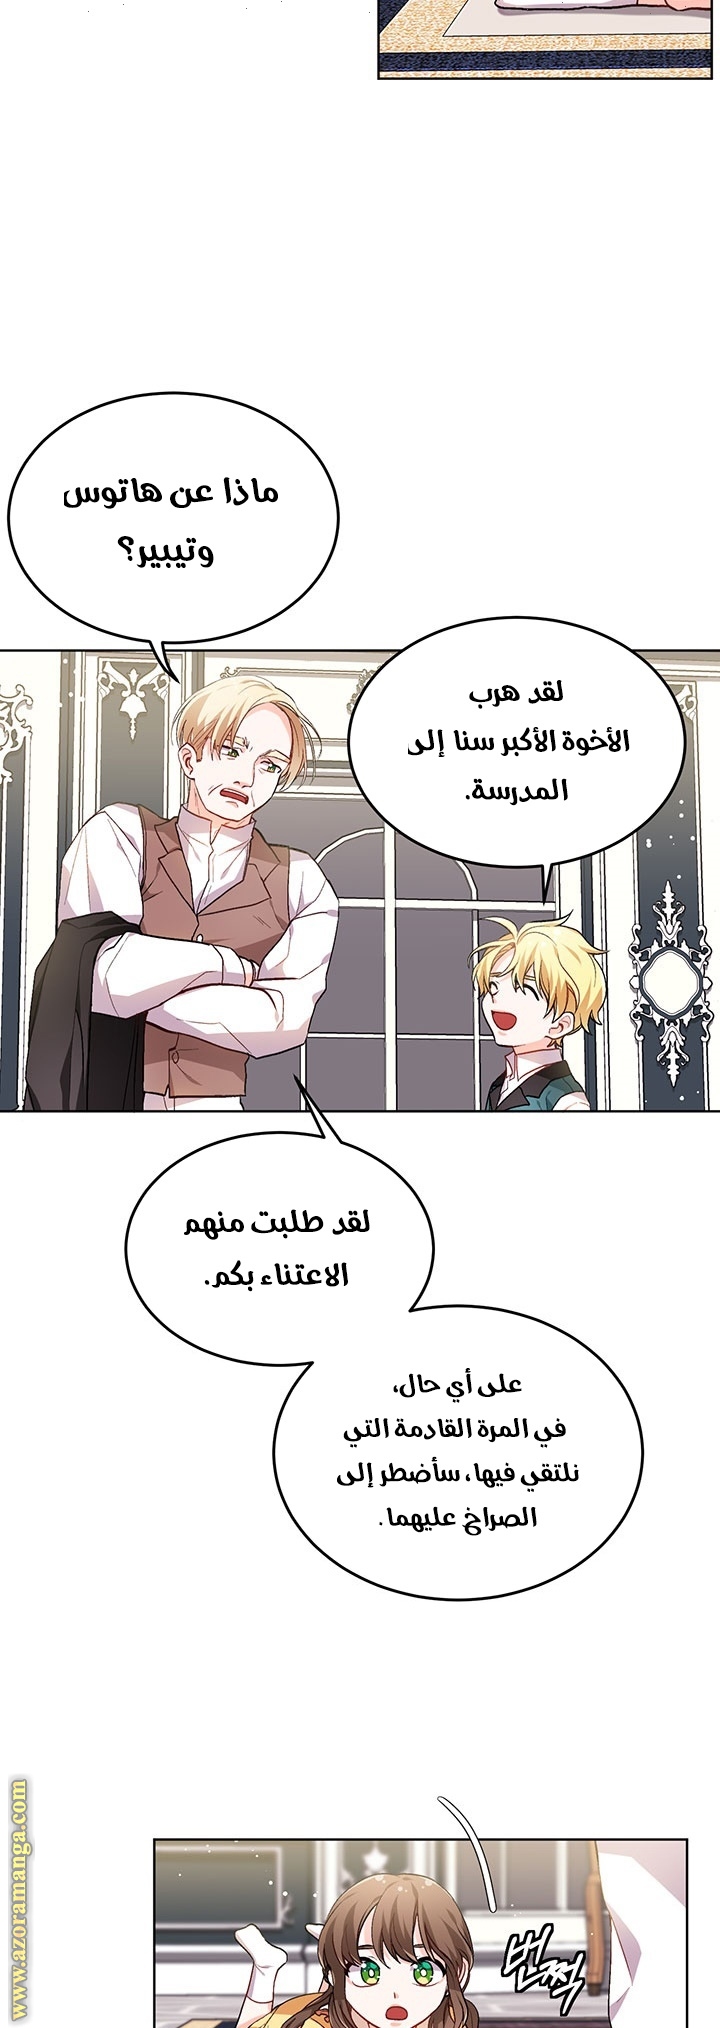 ماذا عن هاتوس
وتيبير؟
لقد هرب
الأخوة الأكبر سنا إلى
المدرسة.
لقد طلبت منهم
الاعتناء بكم.
على أي حال،
في المرة القادمة التي
نلتقي فيها، سأضطر إلى
الصراخ عليهما.
www.azoramanga.com
번쩍